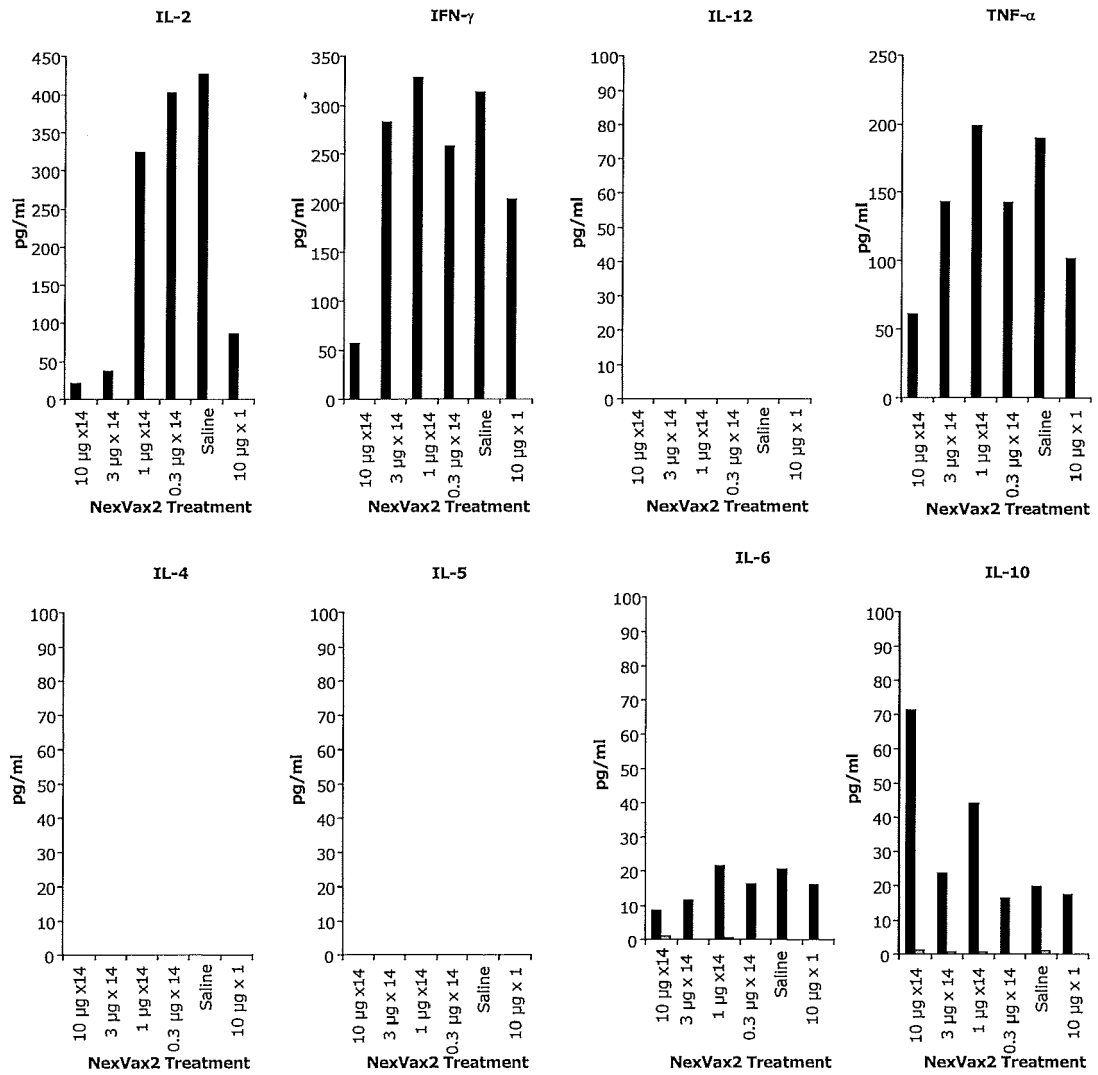 IL-2
pg/ml
450
400
350
300
250
200
150
100
50
0
10 µg x14
3 µg x 14
1 µg x14
0.3 µg x 14
Saline
10 µg x 1
NexVax2 Treatment
IFN-γ
pg/ml
350
300
250
200
150
100
50
0
10 µg x14
3 µg x 14
1 µg x14
0.3 µg x 14
Saline
10 µg x 1
NexVax2 Treatment
IL-12
pg/ml
100
90
80
70
60
50
40
30
20
10
0
10 µg x14
3 µg x 14
1 µg x14
0.3 µg x 14
Saline
10 µg x 1
NexVax2 Treatment
TNF-α
pg/ml
250
200
150
100
50
0
10 µg x14
3 µg x 14
1 µg x14
0.3 µg x 14
Saline
10 µg x 1
NexVax2 Treatment
IL-4
pg/ml
100
90
80
70
60
50
40
30
20
10
0
10 µg x14
3 µg x 14
1 µg x14
0.3 µg x 14
Saline
10 µg x 1
NexVax2 Treatment
IL-5
pg/ml
100
90
80
70
60
50
40
30
20
10
0
10 µg x14
3 µg x 14
1 µg x14
0.3 µg x 14
Saline
10 µg x 1
NexVax2 Treatment
IL-6
pg/ml
100
90
80
70
60
50
40
30
20
10
0
10 µg x14
3 µg x 14
1 µg x14
0.3 µg x 14
Saline
10 µg x 1
NexVax2 Treatment
IL-10
pg/ml
100
90
80
70
60
50
40
30
20
10
0
10 µg x14
3 µg x 14
1 µg x14
0.3 µg x 14
Saline
10 µg x 1
NexVax2 Treatment